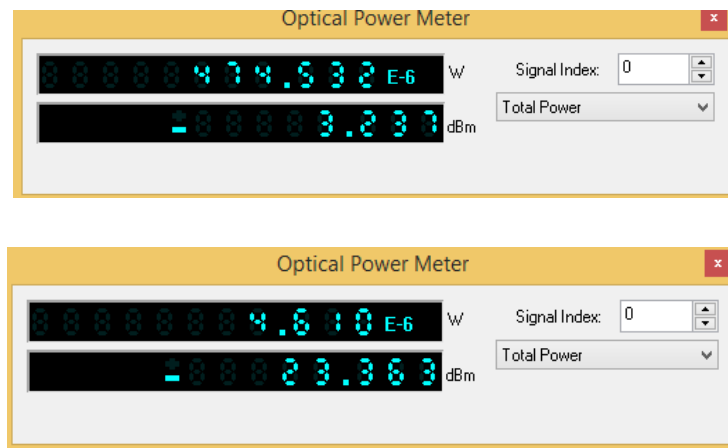 Optical Power Meter x
474.532 E-6 W Signal Index: 0
- 3.237 dBm Total Power
Optical Power Meter x
4.610 E-6 W Signal Index: 0
- 23.363 dBm Total Power